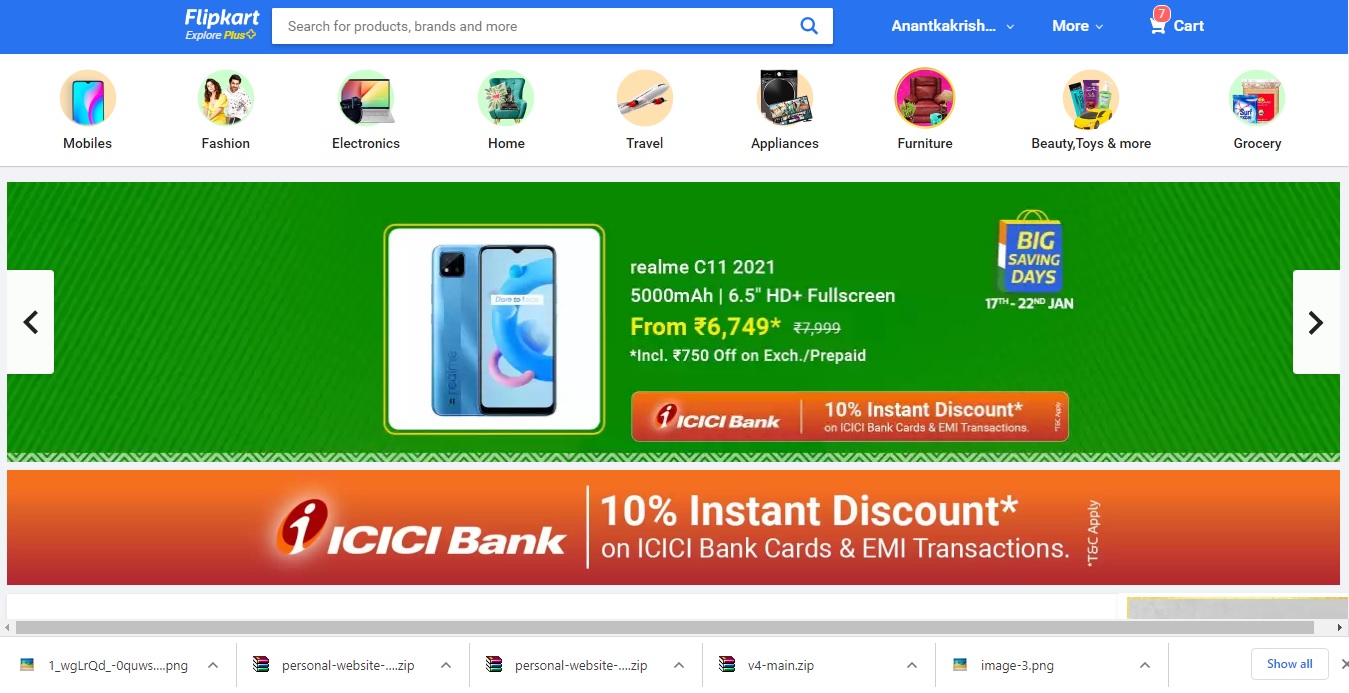 Flipkart
Explore Plus
Search for products, brands and more
Anantkakrish...
More
7
Cart
Mobiles
Fashion
Electronics
Home
Travel
Appliances
Furniture
Beauty,Toys & more
Grocery
realme C11 2021
5000mAh | 6.5" HD+ Fullscreen
From ₹6,749* ₹7,999
*Incl. ₹750 Off on Exch./Prepaid
BIG
SAVING
DAYS
17TH - 22ND JAN
Dare to Leap
realme
ICICI Bank
10% Instant Discount*
on ICICI Bank Cards & EMI Transactions.
*T&C Apply
ICICI Bank
10% Instant Discount*
on ICICI Bank Cards & EMI Transactions.
*T&C Apply
1_wgLrQd_-0quws....png
personal-website-....zip
personal-website-....zip
v4-main.zip
image-3.png
Show all